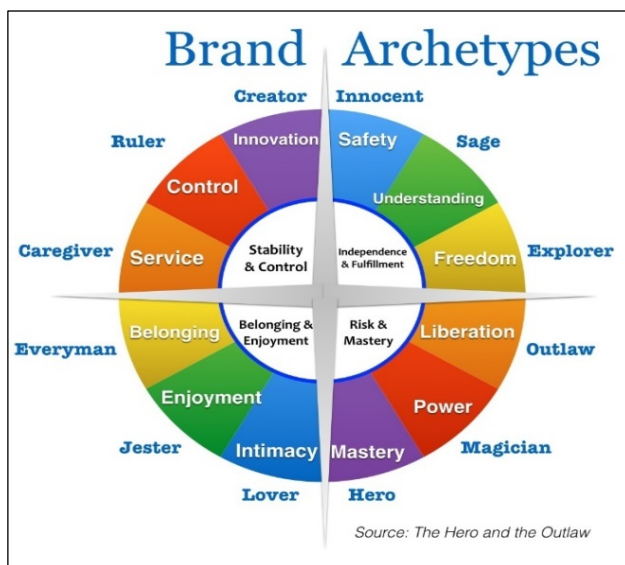 Brand Archetypes
Creator Innocent
Ruler Innovation Safety Sage
Control Understanding
Caregiver Service Stability
& Control Independence
& Fulfillment Freedom Explorer
Everyman Belonging Belonging &
Enjoyment Risk &
Mastery Liberation Outlaw
Enjoyment Power
Jester Intimacy Mastery Magician
Lover Hero
Source: The Hero and the Outlaw